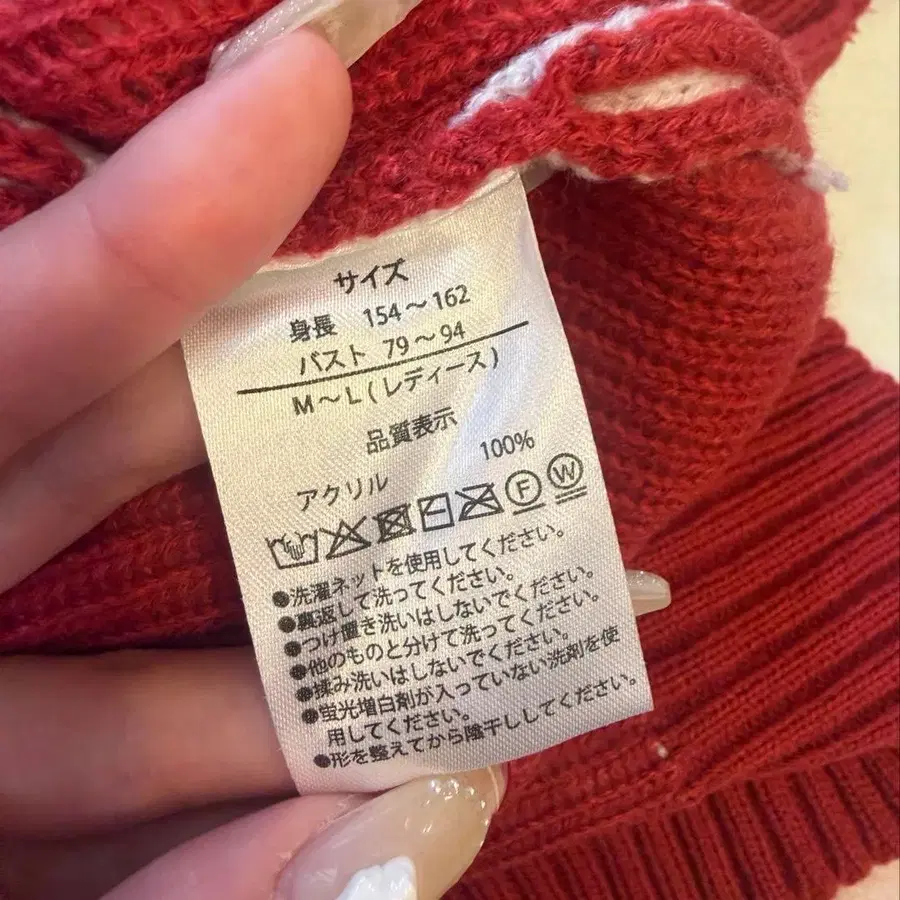 サイズ
身長 154～162
バスト 79～94
M～L(レディース)
品質表示
アクリル 100%
F W
●洗濯ネットを使用してください。
●裏返して洗ってください。
●つけ置き洗いはしないでください。
●他のものと分けて洗ってください。
●揉み洗いはしないでください。
●蛍光増白剤が入っていない洗剤を使
用してください。
●形を整えてから陰干ししてください。